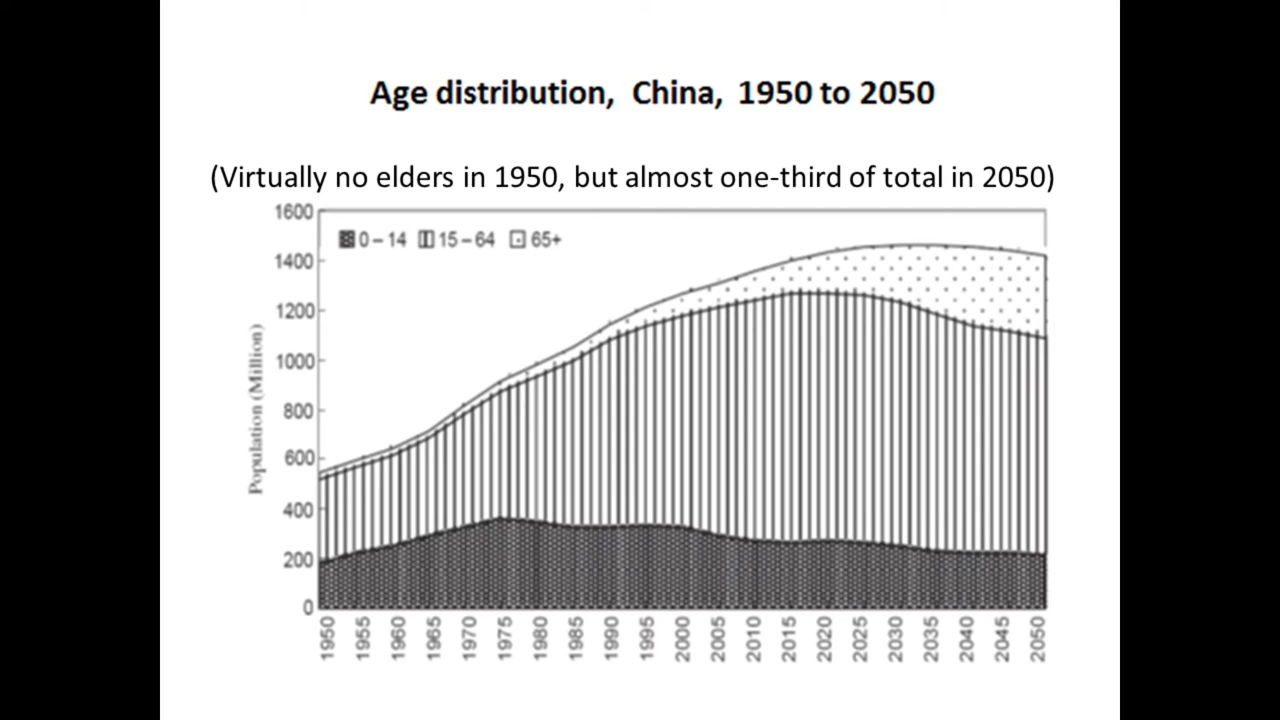 Age distribution, China, 1950 to 2050
(Virtually no elders in 1950, but almost one-third of total in 2050)
0–14 15–64 65+
Population (Million)
1600
1400
1200
1000
800
600
400
200
0
1950 1955 1960 1965 1970 1975 1980 1985 1990 1995 2000 2005 2010 2015 2020 2025 2030 2035 2040 2045 2050